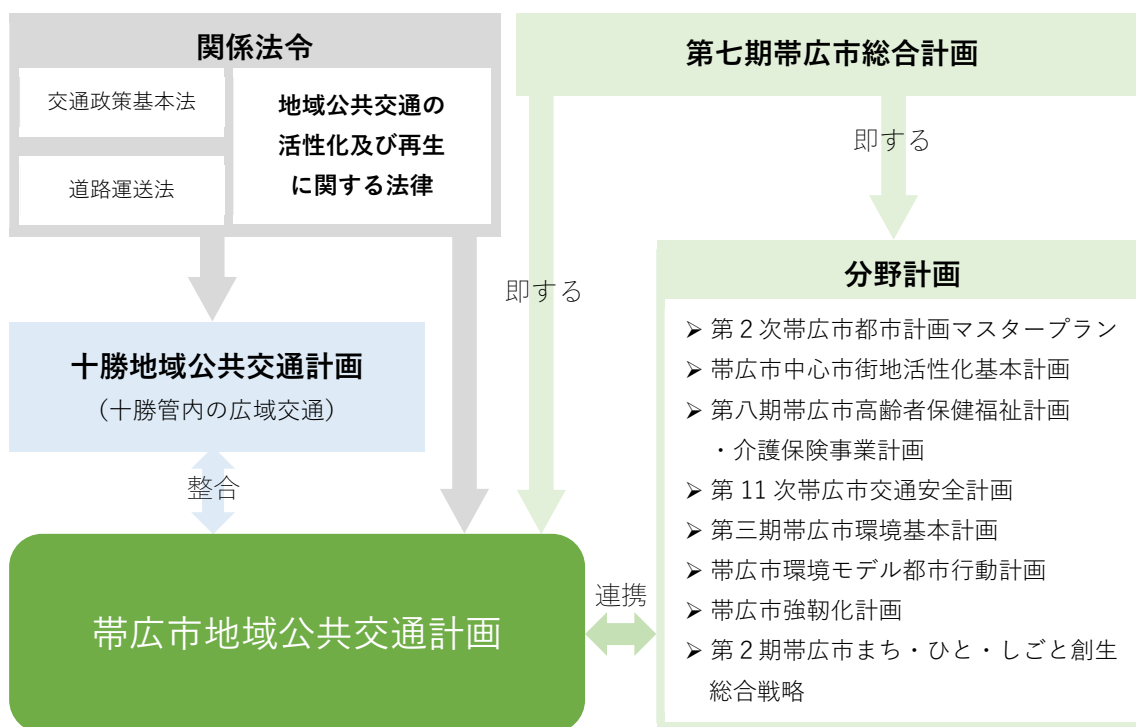 関係法令
交通政策基本法
道路運送法
地域公共交通の
活性化及び再生
に関する法律
第七期帯広市総合計画
即する
即する
十勝地域公共交通計画
（十勝管内の広域交通）
整合
帯広市地域公共交通計画
連携
分野計画
➢ 第２次帯広市都市計画マスタープラン
➢ 帯広市中心市街地活性化基本計画
➢ 第八期帯広市高齢者保健福祉計画
・介護保険事業計画
➢ 第 11 次帯広市交通安全計画
➢ 第三期帯広市環境基本計画
➢ 帯広市環境モデル都市行動計画
➢ 帯広市強靭化計画
➢ 第２期帯広市まち・ひと・しごと創生
総合戦略